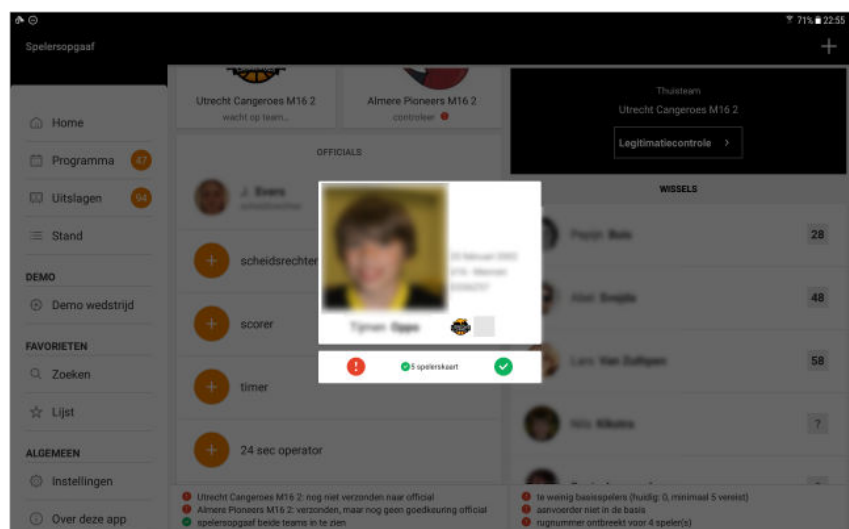 71% 22:55
Spelersopgaaf
Home
Programma 47
Uitslagen 94
Stand
DEMO
Demo wedstrijd
FAVORIETEN
Zoeken
Lijst
ALGEMEEN
Instellingen
Over deze app
Utrecht Cangeroes M16 2
wacht op team...
Almere Pioneers M16 2
controleer
OFFICIALS
J. Evers
scheidsrechter
scheidsrechter
scorer
timer
24 sec operator
Utrecht Cangeroes M16 2: nog niet verzonden naar official
Almere Pioneers M16 2: verzonden, maar nog geen goedkeuring official
spelersopgaaf beide teams in te zien
5 spelerskaart
Thuisteam
Utrecht Cangeroes M16 2
Legitimatiecontrole >
WISSELS
28
48
58
?
te weinig basisspelers (huidig: 0, minimaal 5 vereist)
aanvoerder niet in de basis
rugnummer ontbreekt voor 4 speler(s)